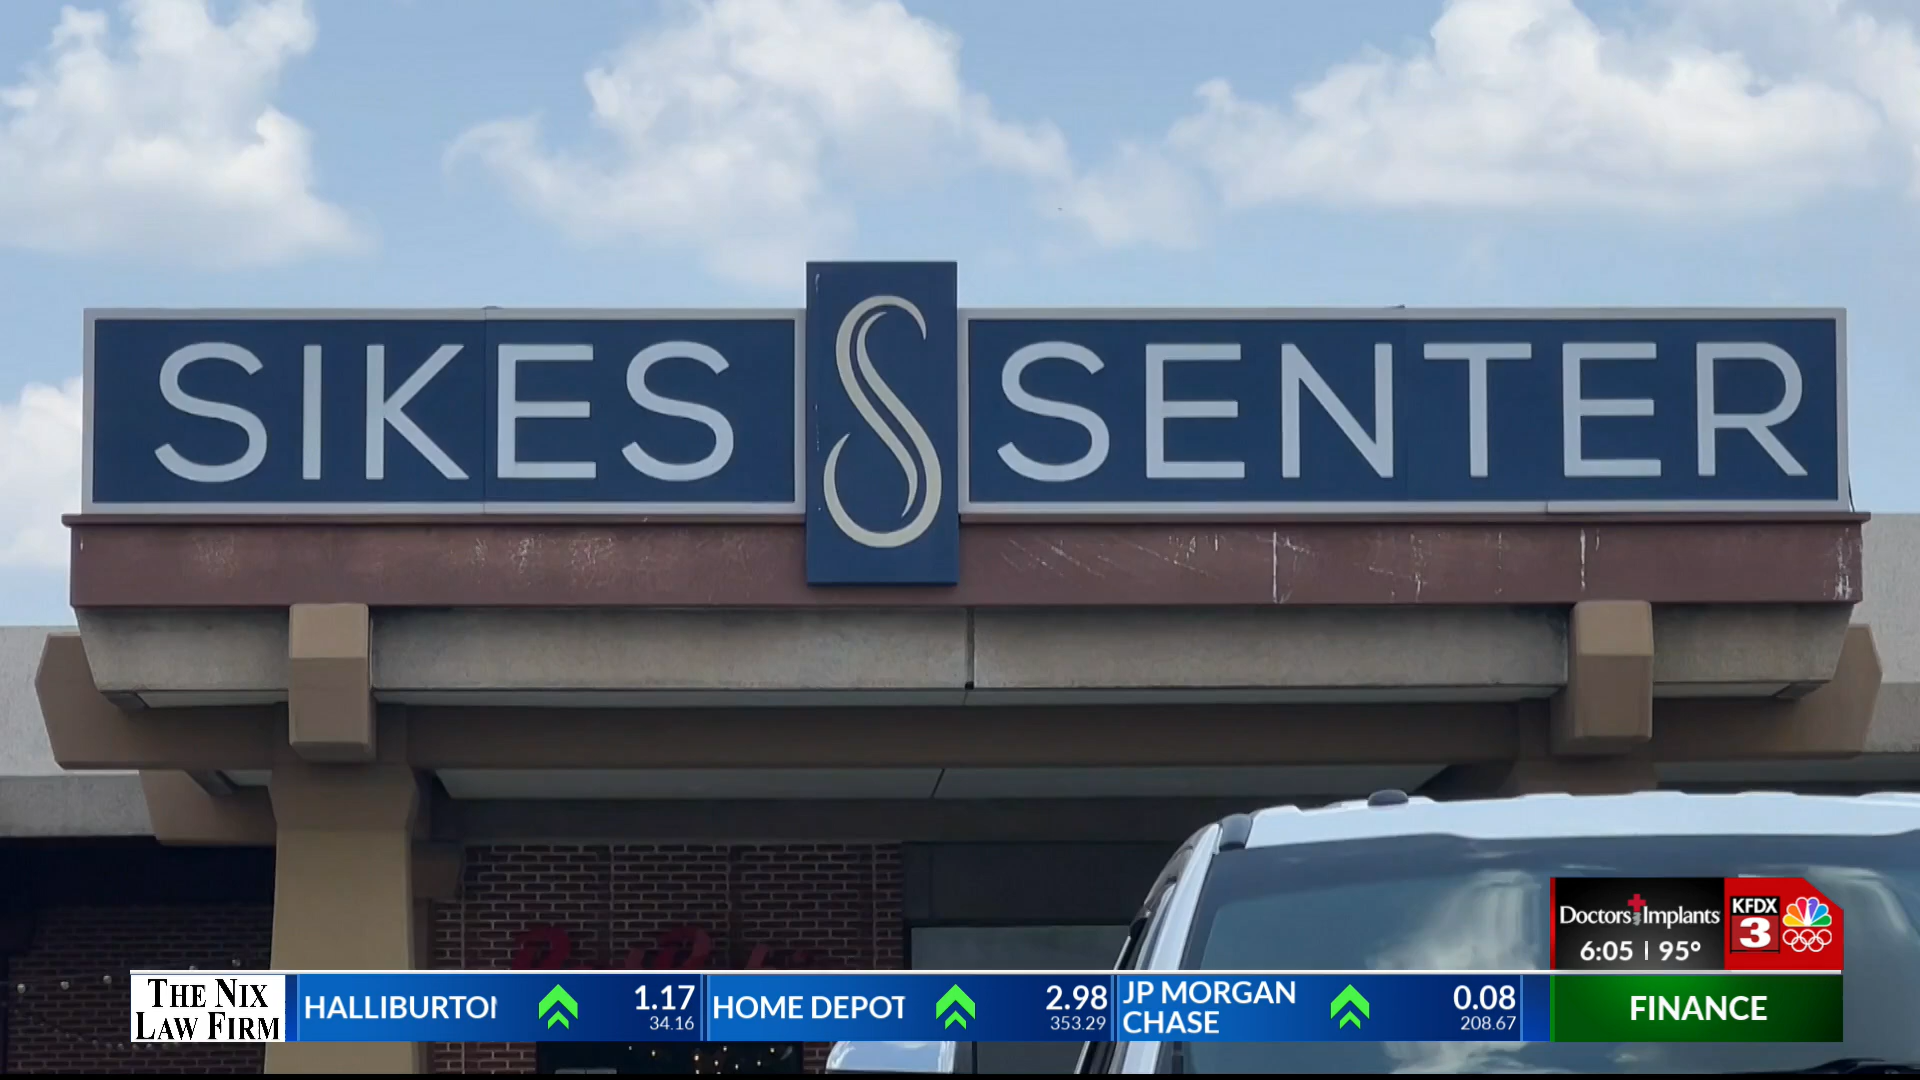 SIKES S SENTER
Doctors Implants
6:05 | 95°
KFDX
3
THE NIX
LAW FIRM
HALLIBURTON 1.17
34.16
HOME DEPOT 2.98
353.29
JP MORGAN
CHASE 0.08
208.67
FINANCE